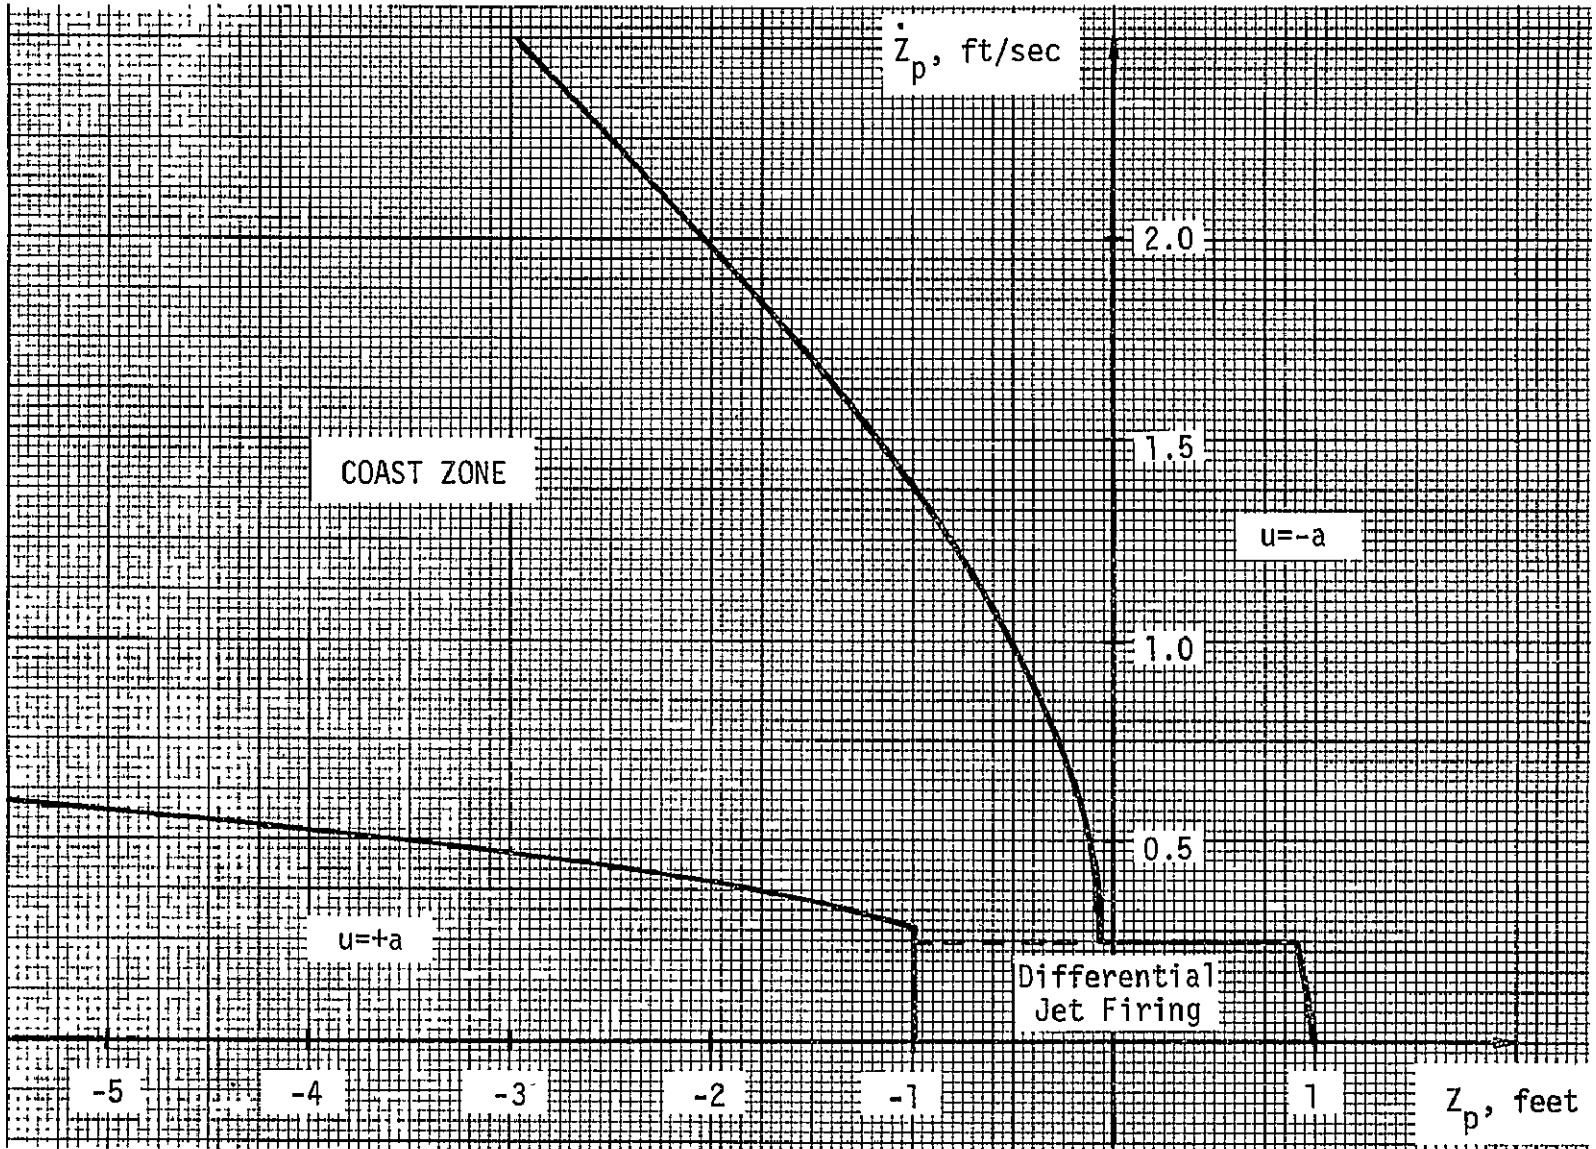 Żp, ft/sec
2.0
1.5
COAST ZONE
u=-a
1.0
0.5
u=+a
Differential
Jet Firing
-5
-4
-3
-2
-1
1
Zp, feet